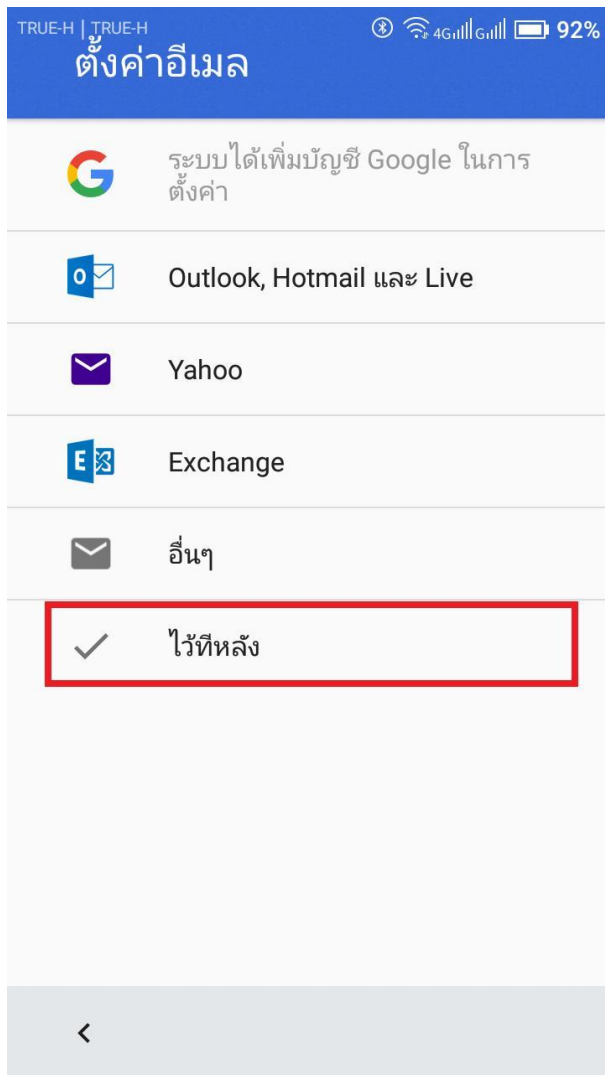 TRUE-H | TRUE-H 4G G 92%
ตั้งค่าอีเมล
ระบบได้เพิ่มบัญชี Google ในการ
ตั้งค่า
Outlook, Hotmail และ Live
Yahoo
Exchange
อื่นๆ
ไว้ทีหลัง